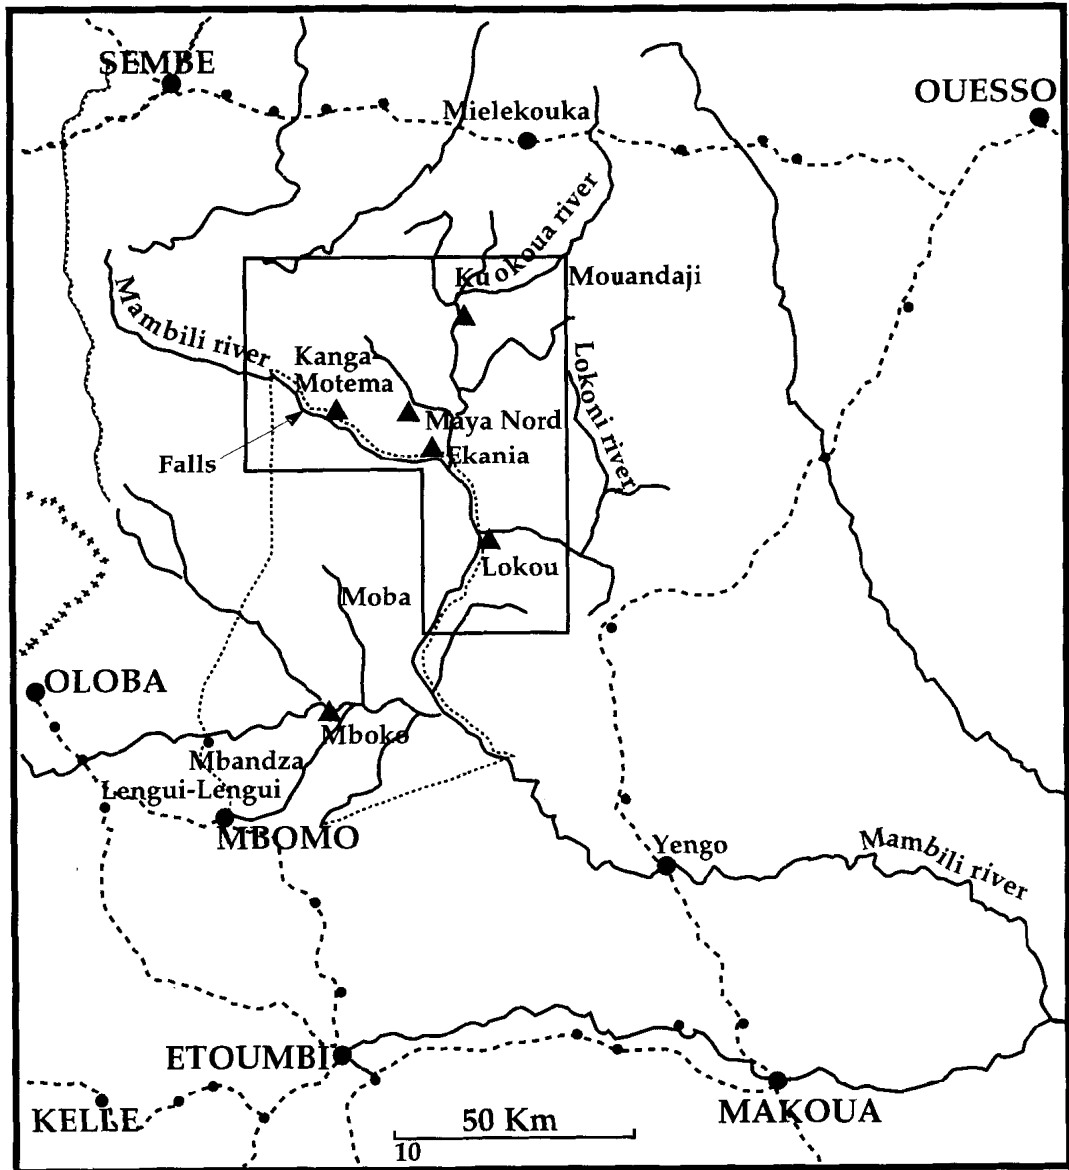 SEMBE
OUESSO
Mielekouka
Kuokoua river
Mouandaji
Mambili river
Kanga-
Motema
Lokoni river
Maya Nord
Ekania
Falls
Lokou
Moba
OLOBA
Mboko
Mbandza
Lengui-Lengui
MBOMO
Yengo
Mambili river
ETOUMBI
KELLE
MAKOUA
50 Km
10